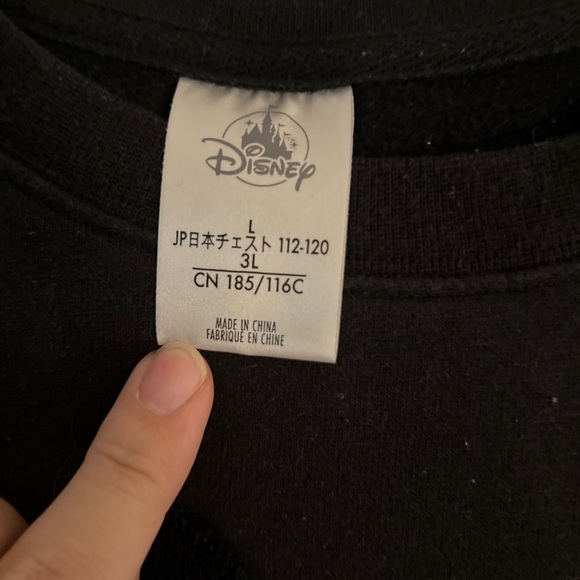 Disney
L
JP日本チェスト 112-120
3L
CN 185/116C
MADE IN CHINA
FABRIQUÉ EN CHINE